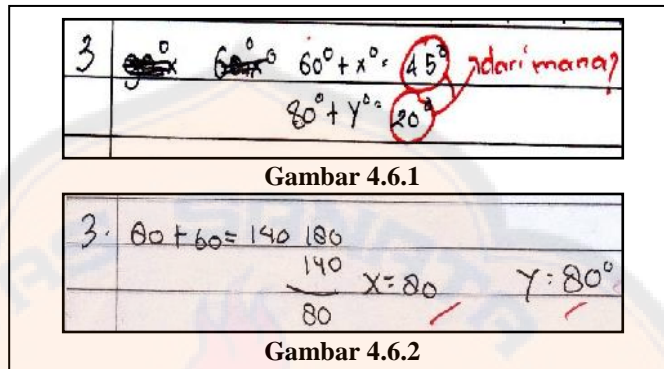 3 60° + x° = 45° dari mana?
80° + y° = 20°
Gambar 4.6.1
3. 80 + 60 = 140 180
140
80 X = 80 Y = 80°
Gambar 4.6.2